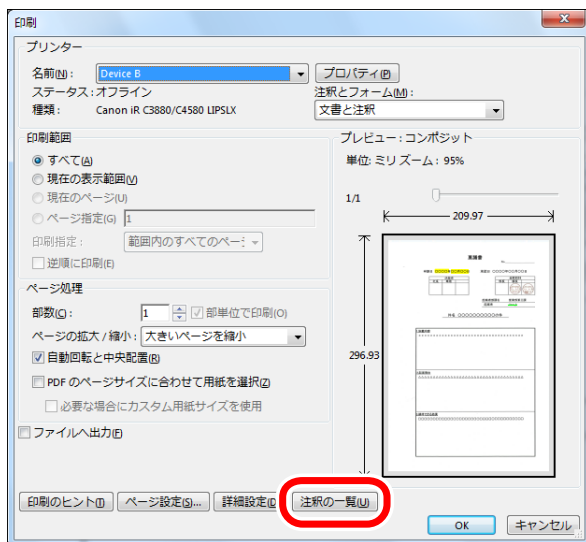 印刷
プリンター
名前(N)： Device B プロパティ(P)
ステータス：オフライン 注釈とフォーム(M)：
種類： Canon iR C3880/C4580 LIPSLX 文書と注釈
印刷範囲
すべて(A)
現在の表示範囲(V)
現在のページ(U)
ページ指定(G) 1
印刷指定： 範囲内のすべてのペー
逆順に印刷(E)
ページ処理
部数(C)： 1 部単位で印刷(O)
ページの拡大/縮小： 大きいページを縮小
自動回転と中央配置(R)
PDF のページサイズに合わせて用紙を選択(Z)
必要な場合にカスタム用紙サイズを使用
ファイルへ出力(F)
プレビュー：コンポジット
単位: ミリ ズーム： 95%
1/1
209.97
296.93
印刷のヒント(T) ページ設定(S)... 詳細設定(D 注釈の一覧(U)
OK キャンセル